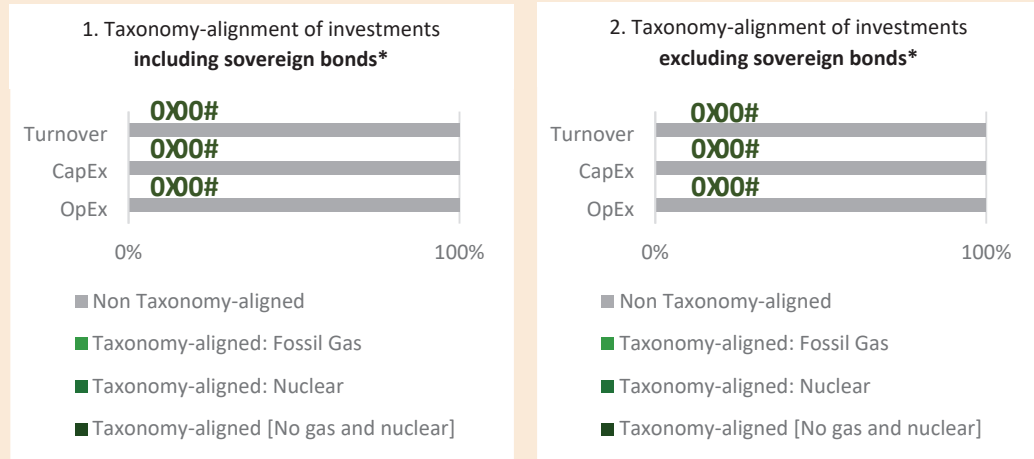 1. Taxonomy-alignment of investments
including sovereign bonds*
0X00#
Turnover
0X00#
CapEx
0X00#
OpEx
0%
100%
Non Taxonomy-aligned
Taxonomy-aligned: Fossil Gas
Taxonomy-aligned: Nuclear
Taxonomy-aligned [No gas and nuclear]
2. Taxonomy-alignment of investments
excluding sovereign bonds*
0X00#
Turnover
0X00#
CapEx
0X00#
OpEx
0%
100%
Non Taxonomy-aligned
Taxonomy-aligned: Fossil Gas
Taxonomy-aligned: Nuclear
Taxonomy-aligned [No gas and nuclear]